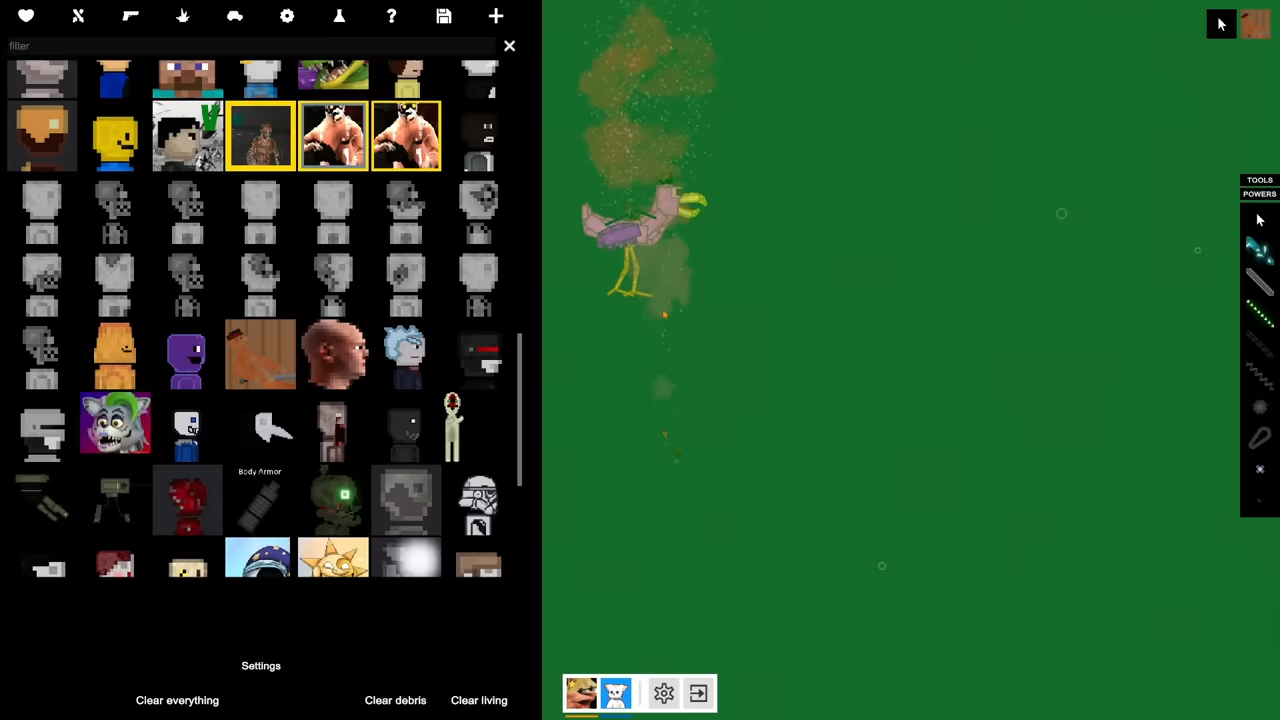 filter
TOOLS
POWERS
Body Armor
Settings
Clear everything
Clear debris
Clear living